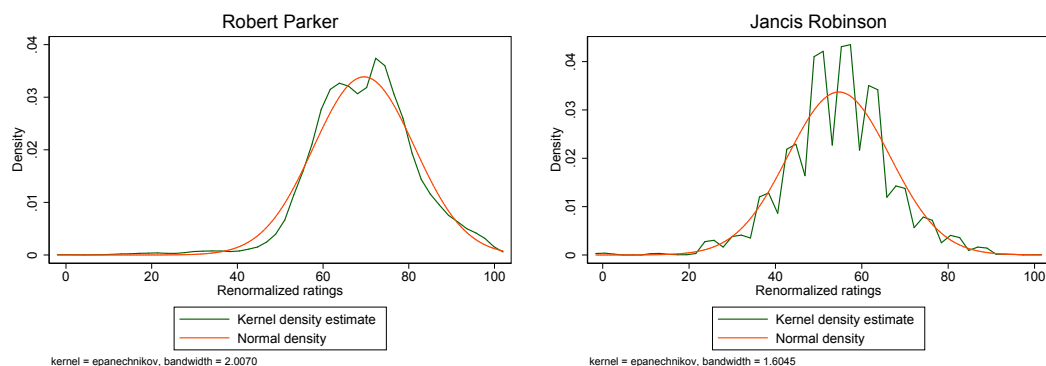 Robert Parker
.04
.03
.02
.01
0
Density
0 20 40 60 80 100
Renormalized ratings
Kernel density estimate
Normal density
kernel = epanechnikov, bandwidth = 2.0070
Jancis Robinson
.04
.03
.02
.01
0
Density
0 20 40 60 80 100
Renormalized ratings
Kernel density estimate
Normal density
kernel = epanechnikov, bandwidth = 1.6045